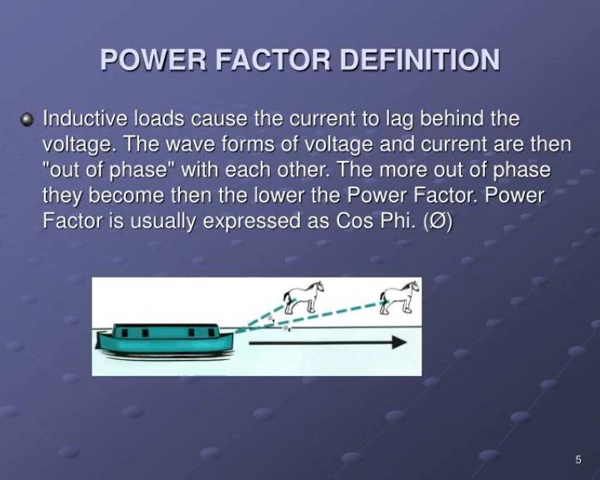 POWER FACTOR DEFINITION
Inductive loads cause the current to lag behind the
voltage. The wave forms of voltage and current are then
"out of phase" with each other. The more out of phase
they become then the lower the Power Factor. Power
Factor is usually expressed as Cos Phi. (Ø)
5